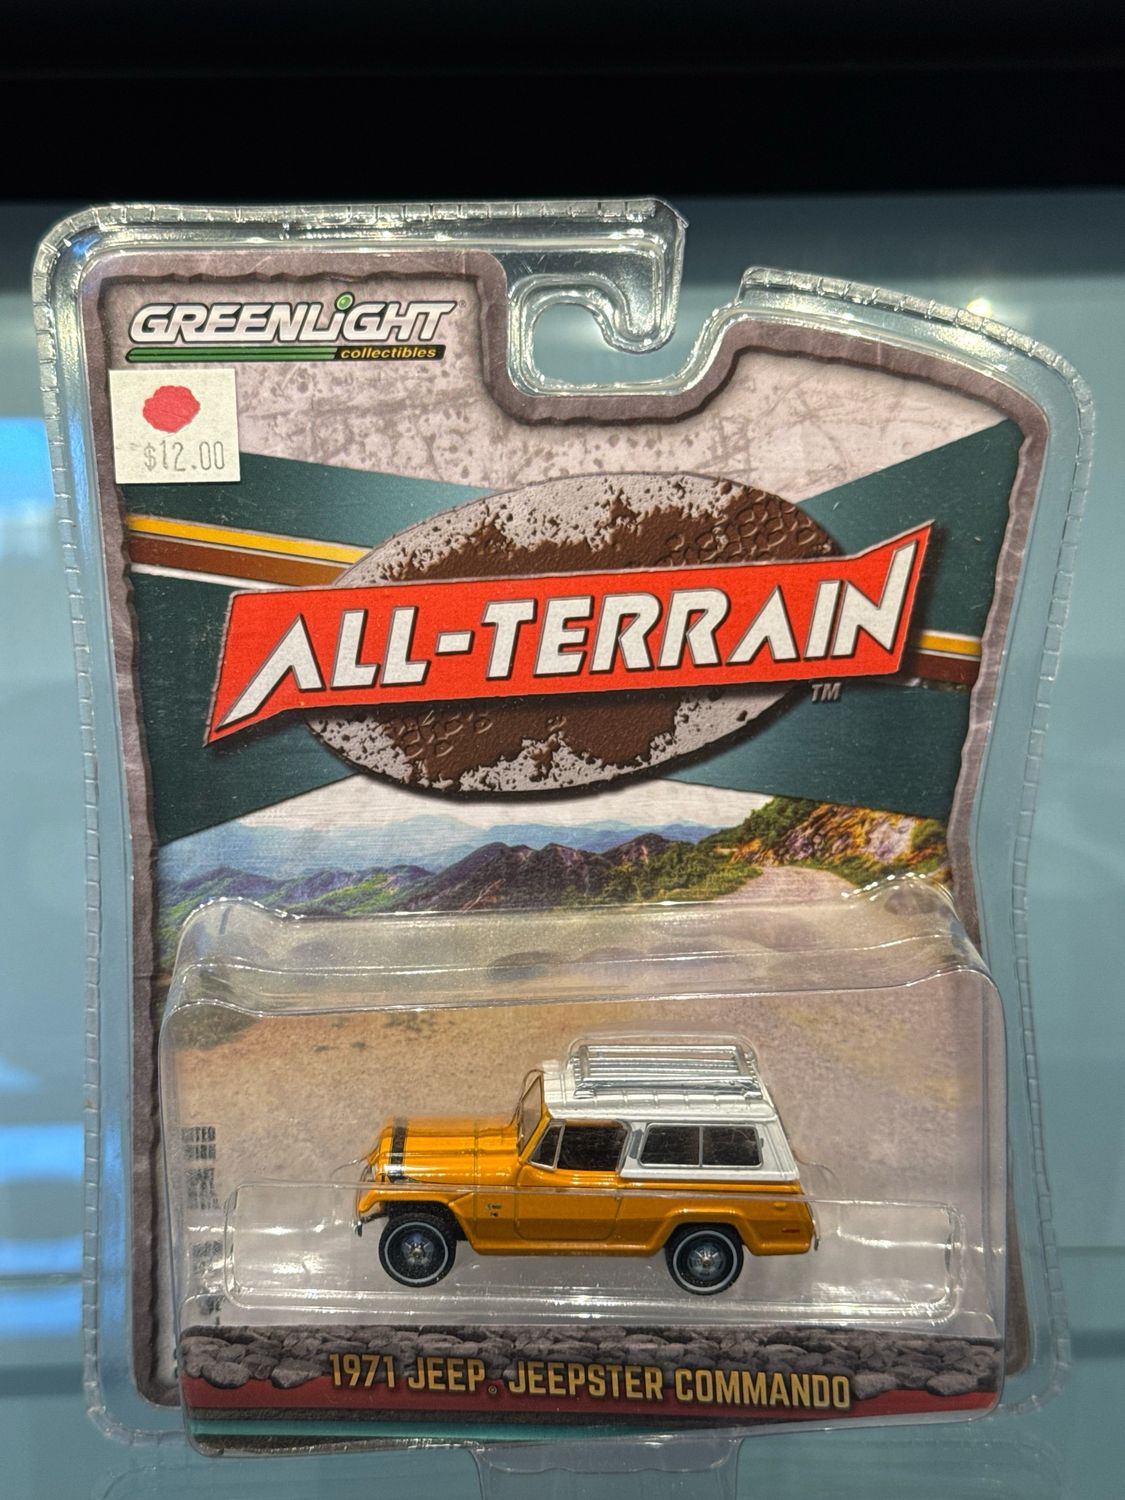 GREENLiGHT®
collectibles
$12.00
ALL-TERRAIN
TM
1971 JEEP® JEEPSTER COMMANDO